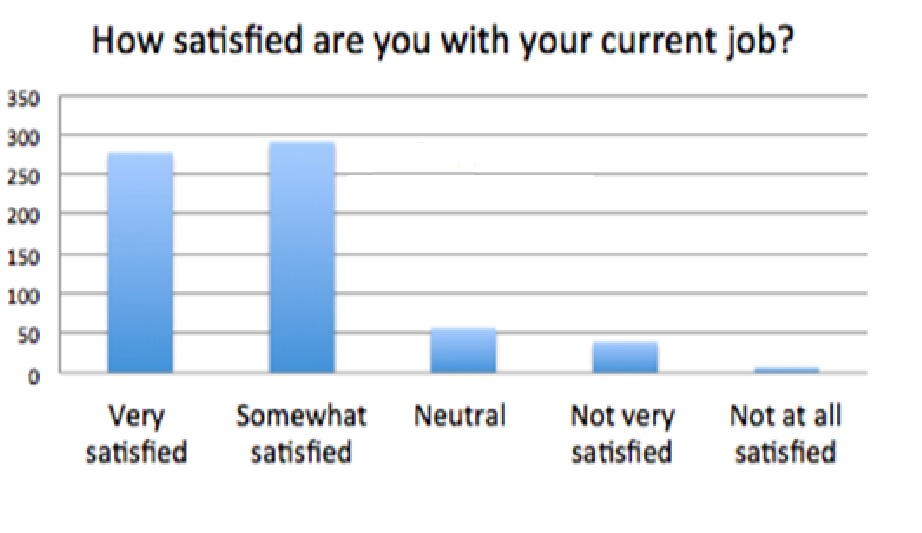 How satisfied are you with your current job?
350
300
250
200
150
100
50
0
Very satisfied
Somewhat satisfied
Neutral
Not very satisfied
Not at all satisfied